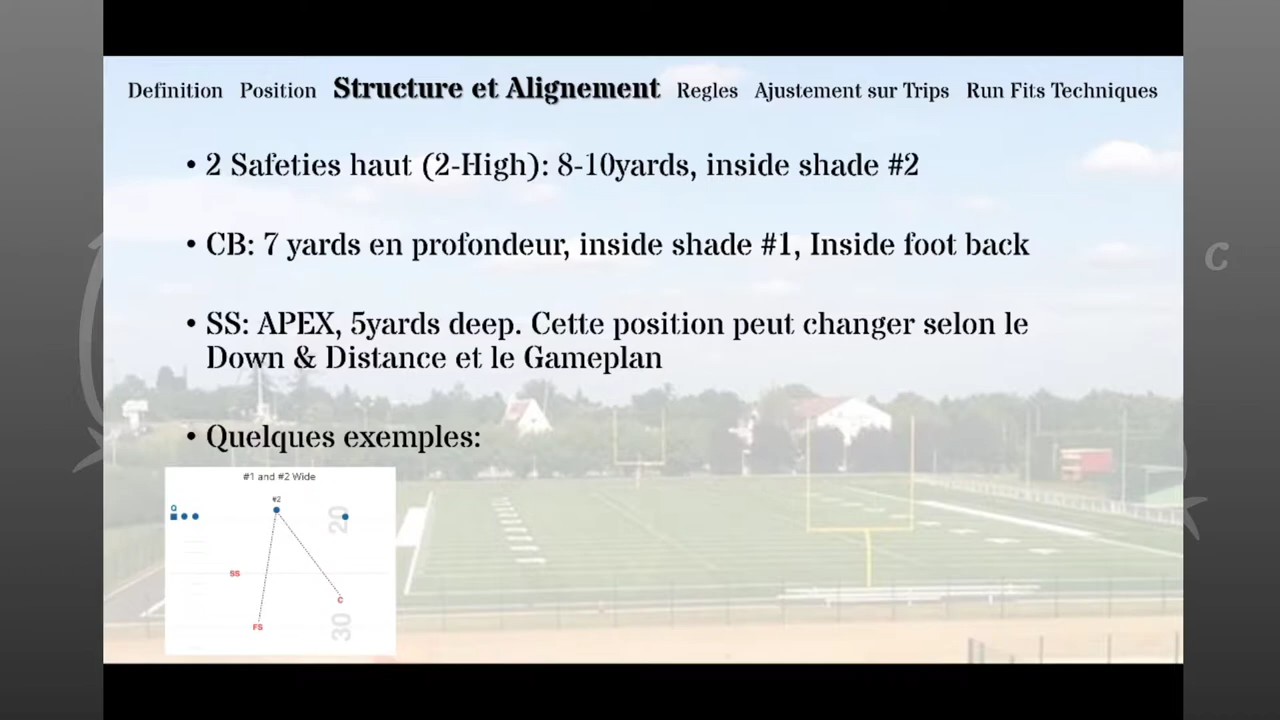 Definition Position Structure et Alignement Regles Ajustement sur Trips Run Fits Techniques
• 2 Safeties haut (2-High): 8-10yards, inside shade #2
• CB: 7 yards en profondeur, inside shade #1, Inside foot back
C
• SS: APEX, 5yards deep. Cette position peut changer selon le
Down & Distance et le Gameplan
• Quelques exemples:
#1 and #2 Wide
#2
Q
20
SS
C
FS
30